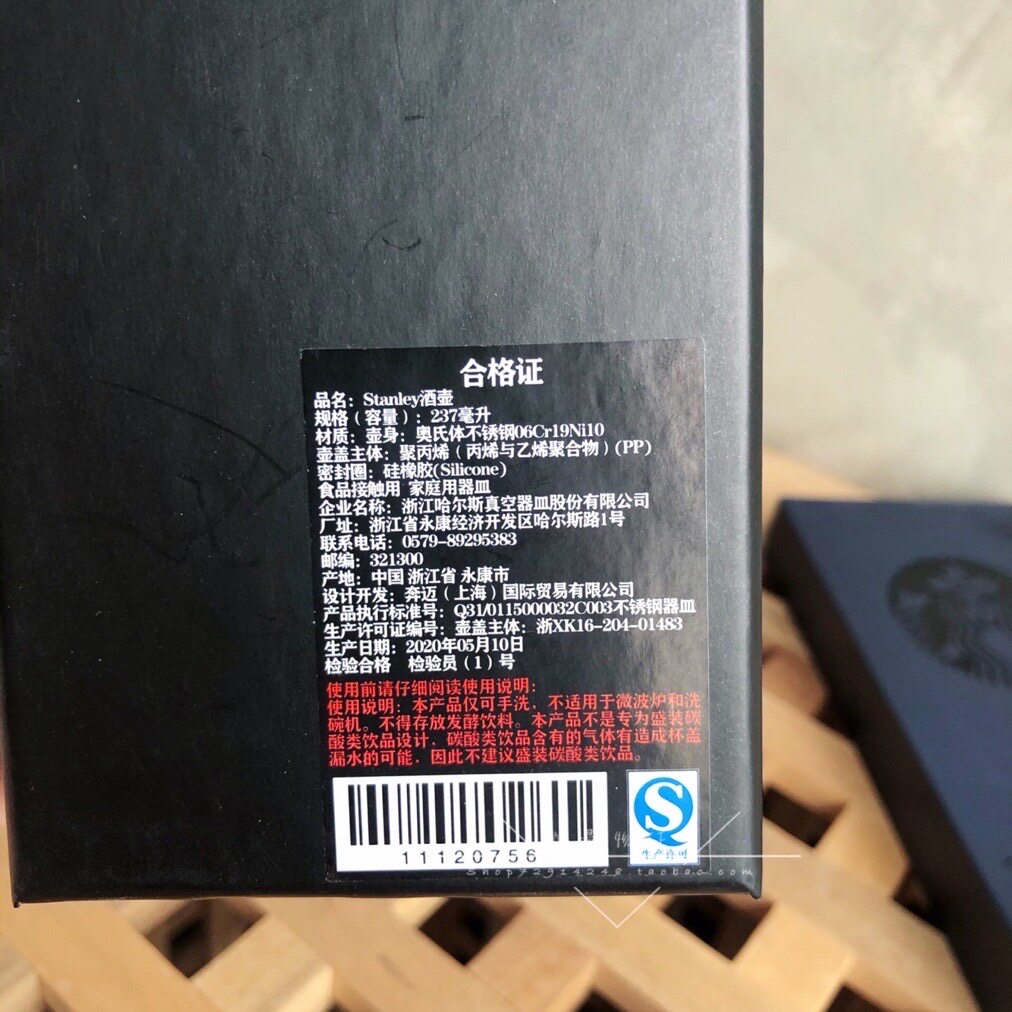 合格证
品名：Stanley酒壶
规格（容量）：237毫升
材质：壶身：奥氏体不锈钢06Cr19Ni10
壶盖主体：聚丙烯（丙烯与乙烯聚合物）(PP)
密封圈：硅橡胶(Silicone)
食品接触用 家庭用器皿
企业名称：浙江哈尔斯真空器皿股份有限公司
厂址：浙江省永康经济开发区哈尔斯路1号
联系电话：0579-89295383
邮编：321300
产地：中国 浙江省 永康市
设计开发：奔迈（上海）国际贸易有限公司
产品执行标准号：Q31/0115000032C003不锈钢器皿
生产许可证编号：壶盖主体：浙XK16-204-01483
生产日期：2020年05月10日
检验合格 检验员（1）号
使用前请仔细阅读使用说明：
使用说明：本产品仅可手洗，不适用于微波炉和洗
碗机。不得存放发酵饮料。本产品不是专为盛装碳
酸类饮品设计，碳酸类饮品含有的气体有造成杯盖
漏水的可能，因此不建议盛装碳酸类饮品。
11120756
生产许可
shop72914248.taobao.com